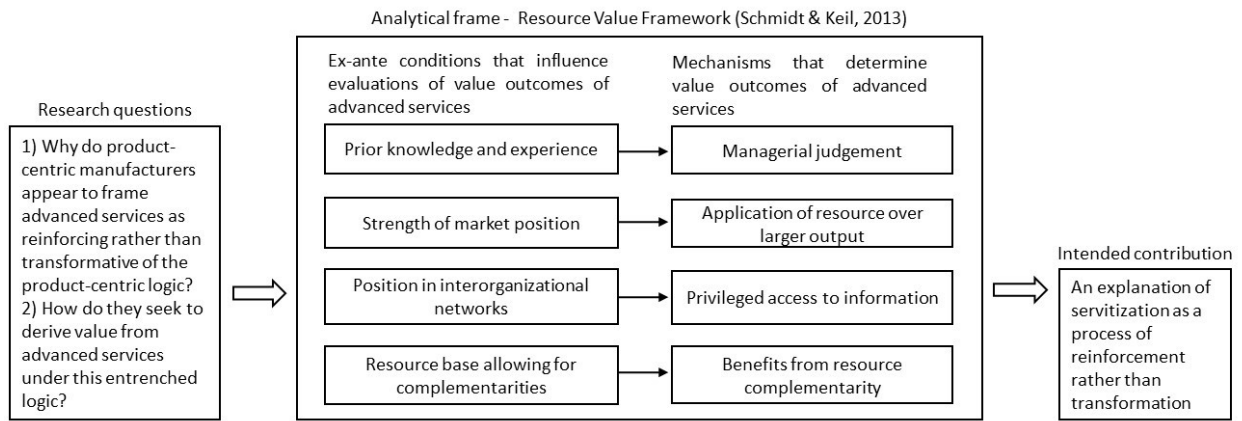 Analytical frame - Resource Value Framework (Schmidt & Keil, 2013)
Research questions
1) Why do product-
centric manufacturers
appear to frame
advanced services as
reinforcing rather than
transformative of the
product-centric logic?
2) How do they seek to
derive value from
advanced services
under this entrenched
logic?
Ex-ante conditions that influence
evaluations of value outcomes of
advanced services
Mechanisms that determine
value outcomes of advanced
services
Prior knowledge and experience
Managerial judgement
Strength of market position
Application of resource over
larger output
Position in interorganizational
networks
Privileged access to information
Resource base allowing for
complementarities
Benefits from resource
complementarity
Intended contribution
An explanation of
servitization as a
process of
reinforcement
rather than
transformation